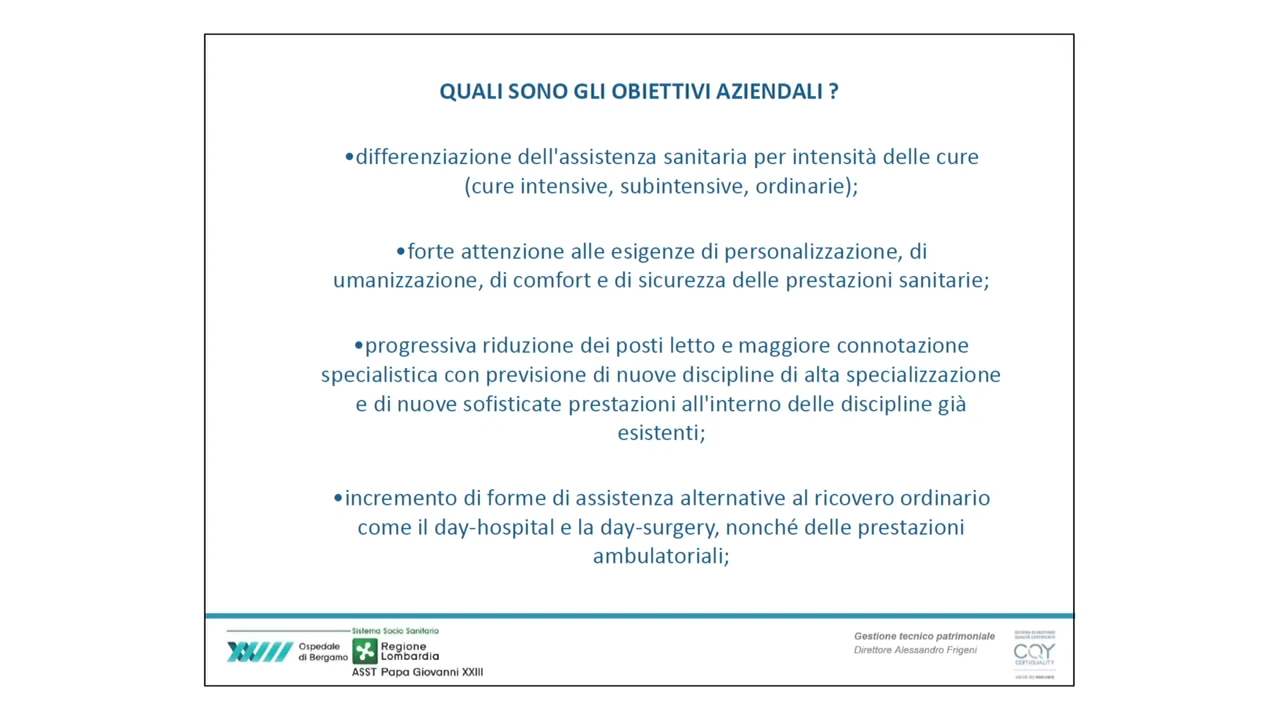 QUALI SONO GLI OBIETTIVI AZIENDALI ?
•differenziazione dell'assistenza sanitaria per intensità delle cure
(cure intensive, subintensive, ordinarie);
•forte attenzione alle esigenze di personalizzazione, di
umanizzazione, di comfort e di sicurezza delle prestazioni sanitarie;
•progressiva riduzione dei posti letto e maggiore connotazione
specialistica con previsione di nuove discipline di alta specializzazione
e di nuove sofisticate prestazioni all'interno delle discipline già
esistenti;
•incremento di forme di assistenza alternative al ricovero ordinario
come il day-hospital e la day-surgery, nonché delle prestazioni
ambulatoriali;
Sistema Socio Sanitario
XVIII
Ospedale
di Bergamo
Regione
Lombardia
ASST Papa Giovanni XXIII
Gestione tecnico patrimoniale
Direttore Alessandro Frigeni
CQY
CERTIQUALITY